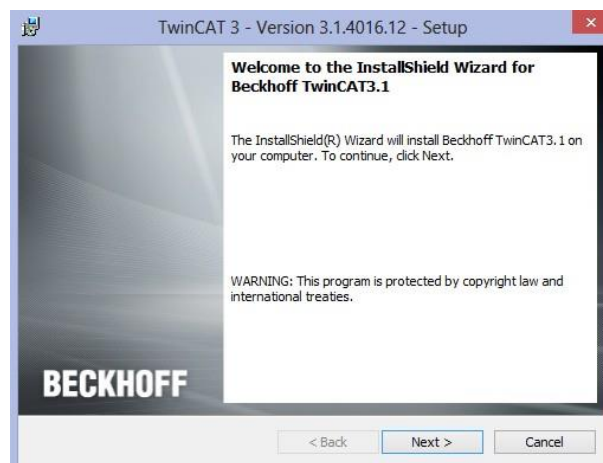 TwinCAT 3 - Version 3.1.4016.12 - Setup
Welcome to the InstallShield Wizard for
Beckhoff TwinCAT3.1
The InstallShield(R) Wizard will install Beckhoff TwinCAT3.1 on
your computer. To continue, click Next.
WARNING: This program is protected by copyright law and
international treaties.
BECKHOFF
< Back Next > Cancel